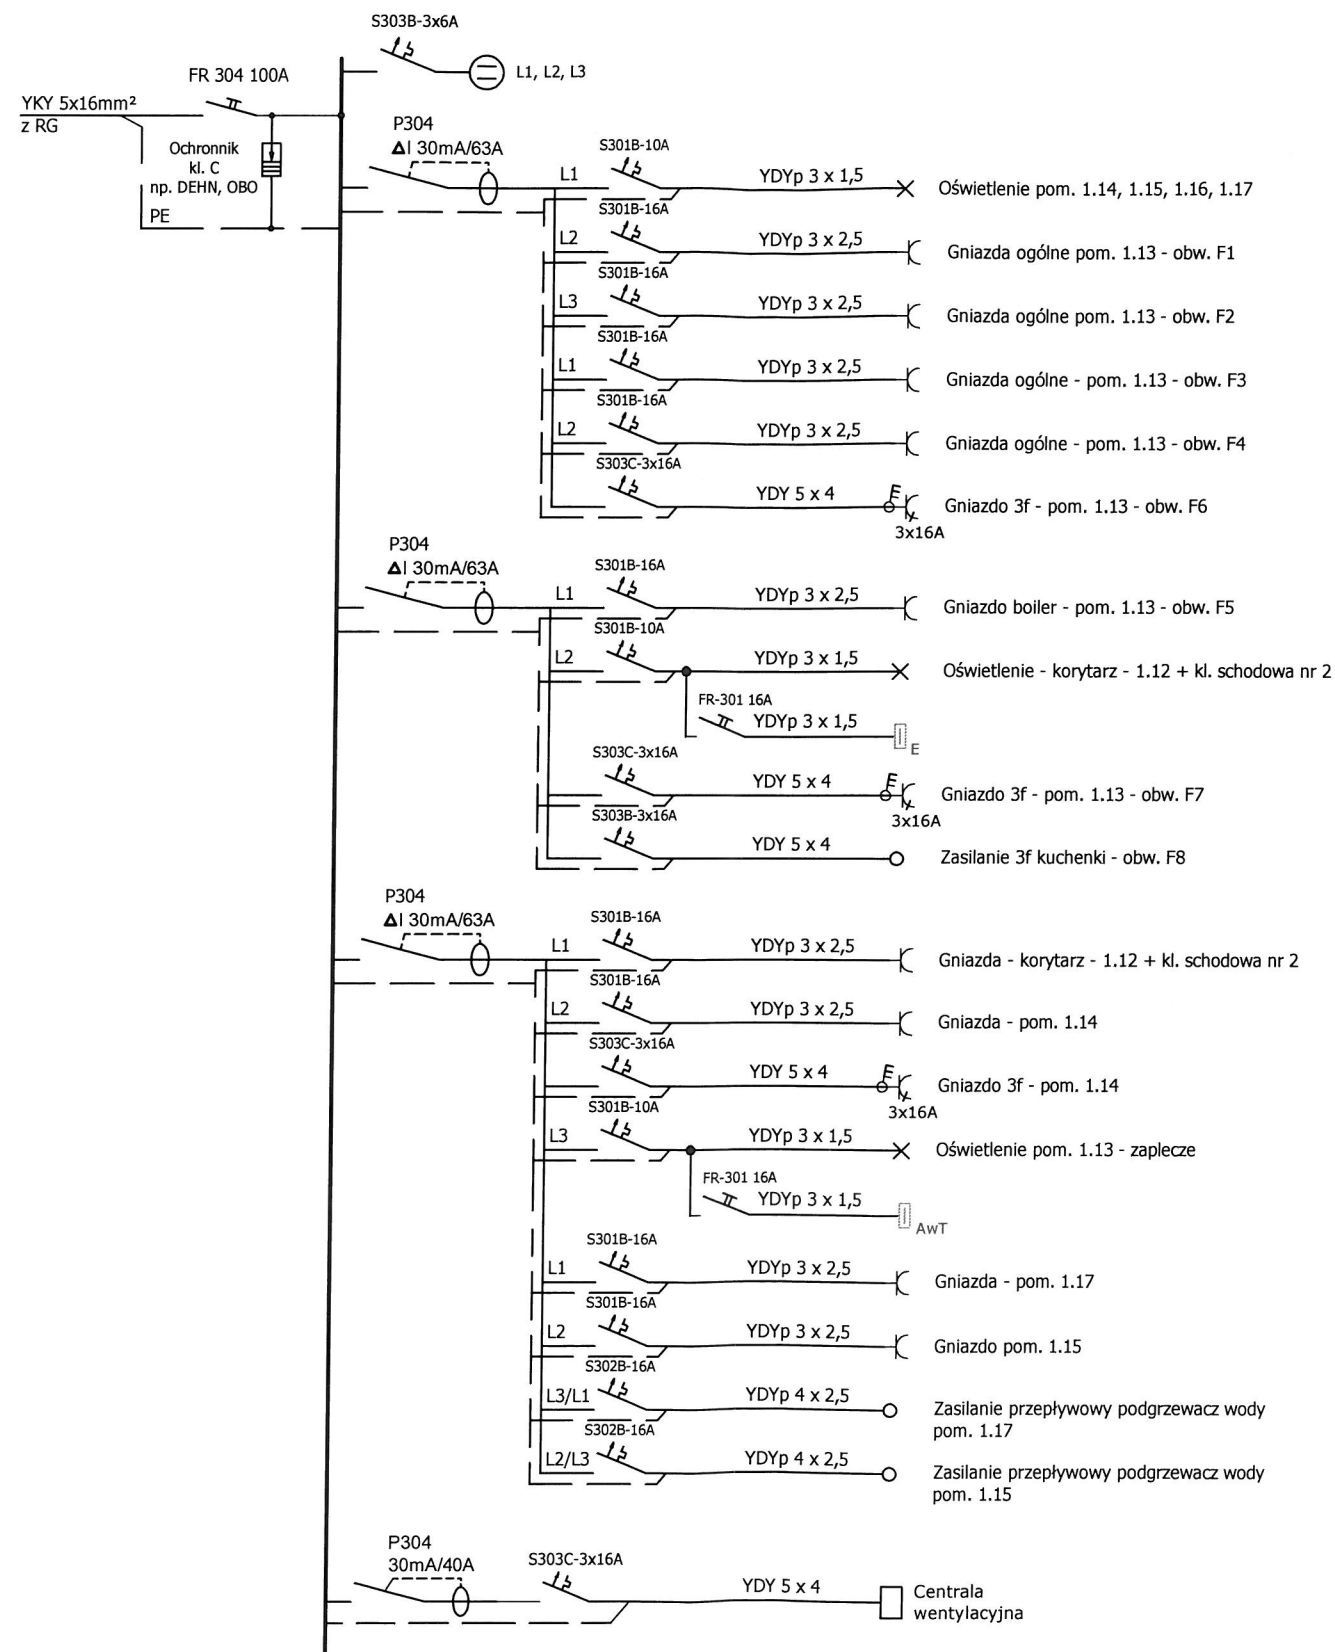 S303B-3x6A
L1, L2, L3
FR 304 100A
YKY 5x16mm²
z RG
Ochronnik
kl. C
np. DEHN, OBO
PE
P304
ΔI 30mA/63A
L1
S301B-10A
YDYp 3 x 1,5
Oświetlenie pom. 1.14, 1.15, 1.16, 1.17
S301B-16A
L2
YDYp 3 x 2,5
Gniazda ogólne pom. 1.13 - obw. F1
S301B-16A
L3
YDYp 3 x 2,5
Gniazda ogólne pom. 1.13 - obw. F2
S301B-16A
L1
YDYp 3 x 2,5
Gniazda ogólne - pom. 1.13 - obw. F3
S301B-16A
L2
YDYp 3 x 2,5
Gniazda ogólne - pom. 1.13 - obw. F4
S303C-3x16A
YDY 5 x 4
Gniazdo 3f - pom. 1.13 - obw. F6
3x16A
P304
ΔI 30mA/63A
L1
S301B-16A
YDYp 3 x 2,5
Gniazdo boiler - pom. 1.13 - obw. F5
S301B-10A
L2
YDYp 3 x 1,5
Oświetlenie - korytarz - 1.12 + kl. schodowa nr 2
FR-301 16A
YDYp 3 x 1,5
E
S303C-3x16A
YDY 5 x 4
Gniazdo 3f - pom. 1.13 - obw. F7
3x16A
S303B-3x16A
YDY 5 x 4
Zasilanie 3f kuchenki - obw. F8
P304
ΔI 30mA/63A
L1
S301B-16A
YDYp 3 x 2,5
Gniazda - korytarz - 1.12 + kl. schodowa nr 2
S301B-16A
L2
YDYp 3 x 2,5
Gniazda - pom. 1.14
S303C-3x16A
YDY 5 x 4
Gniazdo 3f - pom. 1.14
3x16A
S301B-10A
L3
YDYp 3 x 1,5
Oświetlenie pom. 1.13 - zaplecze
FR-301 16A
YDYp 3 x 1,5
AwT
S301B-16A
L1
YDYp 3 x 2,5
Gniazda - pom. 1.17
S301B-16A
L2
YDYp 3 x 2,5
Gniazdo pom. 1.15
S302B-16A
L3/L1
YDYp 4 x 2,5
Zasilanie przepływowy podgrzewacz wody
pom. 1.17
S302B-16A
L2/L3
YDYp 4 x 2,5
Zasilanie przepływowy podgrzewacz wody
pom. 1.15
P304
30mA/40A
S303C-3x16A
YDY 5 x 4
Centrala
wentylacyjna